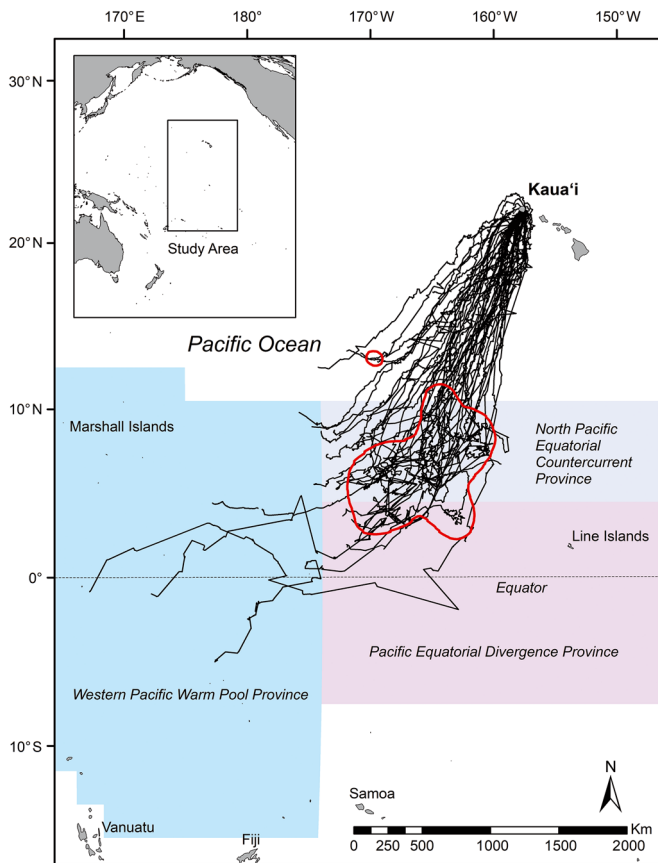 170°E 180° 170°W 160°W 150°W
30°N
Study Area
Kauaʻi
20°N
Pacific Ocean
10°N
Marshall Islands
North Pacific
Equatorial
Countercurrent
Province
Line Islands
0°
Equator
Pacific Equatorial Divergence Province
Western Pacific Warm Pool Province
10°S
N
Samoa
Km
Vanuatu
Fiji
0 250 500 1000 1500 2000